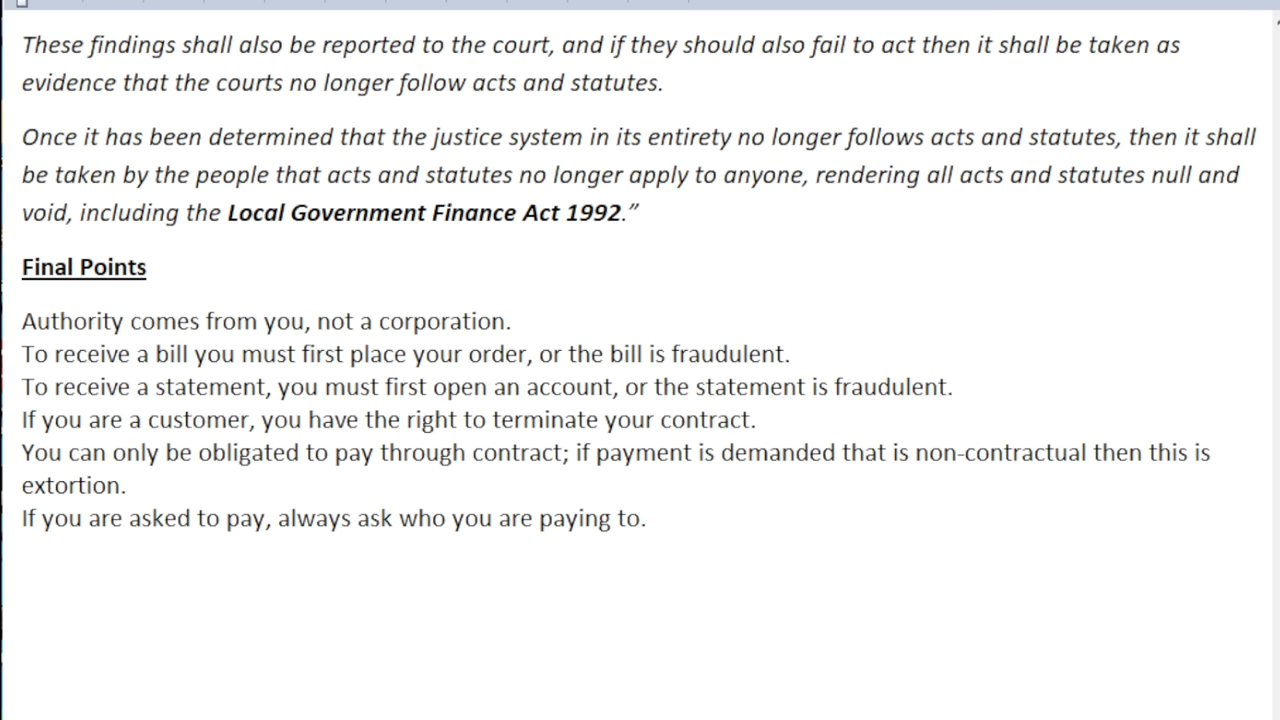 These findings shall also be reported to the court, and if they should also fail to act then it shall be taken as
evidence that the courts no longer follow acts and statutes.
Once it has been determined that the justice system in its entirety no longer follows acts and statutes, then it shall
be taken by the people that acts and statutes no longer apply to anyone, rendering all acts and statutes null and
void, including the Local Government Finance Act 1992.”
Final Points
Authority comes from you, not a corporation.
To receive a bill you must first place your order, or the bill is fraudulent.
To receive a statement, you must first open an account, or the statement is fraudulent.
If you are a customer, you have the right to terminate your contract.
You can only be obligated to pay through contract; if payment is demanded that is non-contractual then this is
extortion.
If you are asked to pay, always ask who you are paying to.